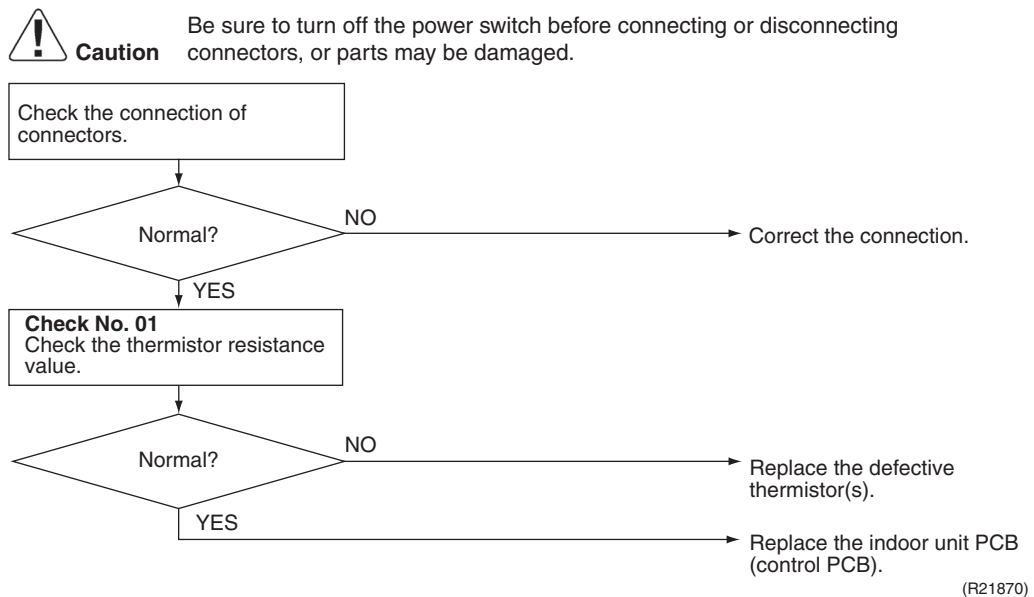 Be sure to turn off the power switch before connecting or disconnecting
Caution connectors, or parts may be damaged.
Check the connection of
connectors.
Normal?
NO
Correct the connection.
YES
Check No. 01
Check the thermistor resistance
value.
Normal?
NO
Replace the defective
thermistor(s).
YES
Replace the indoor unit PCB
(control PCB).
(R21870)